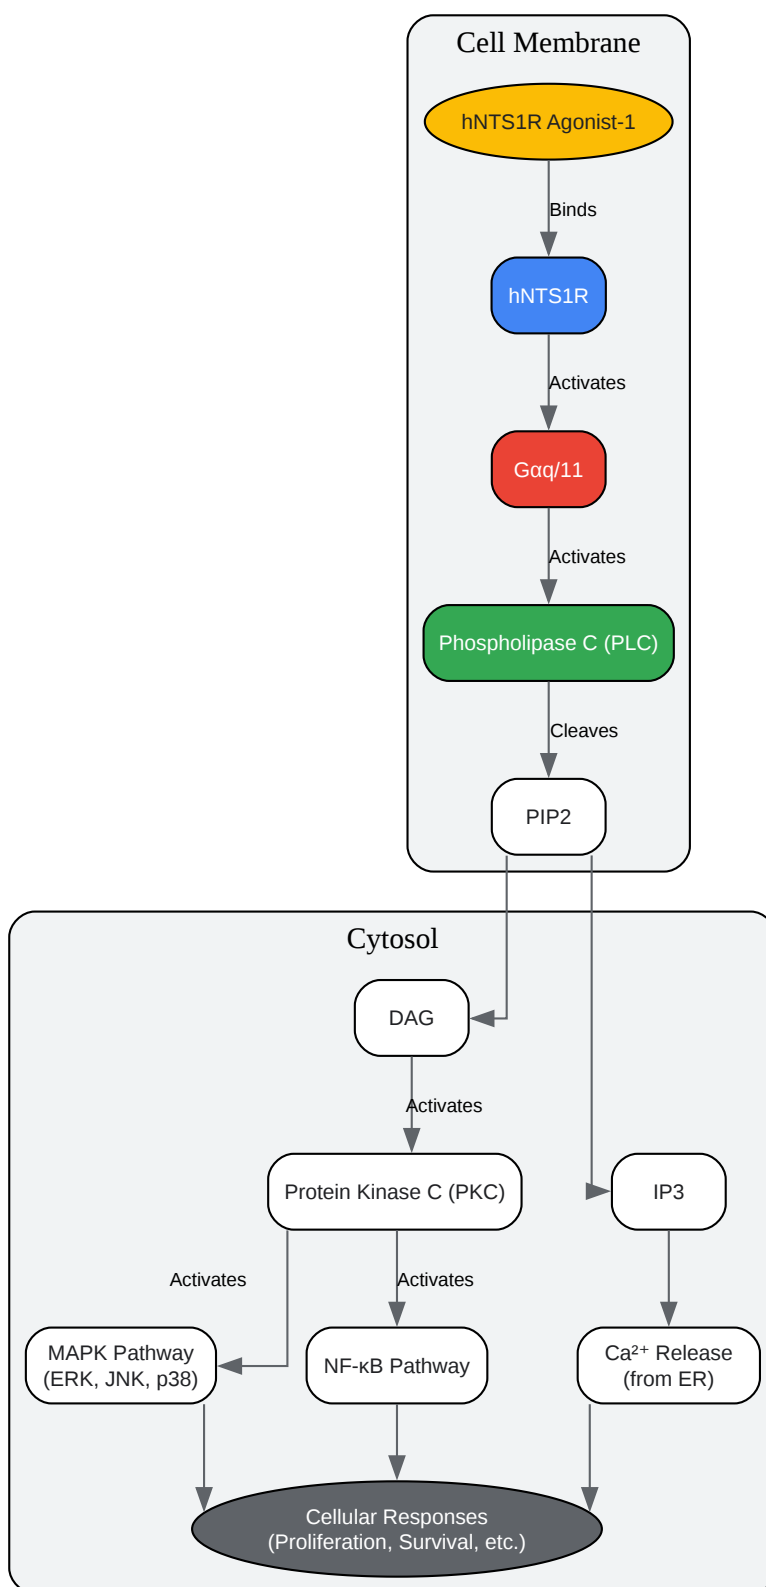 Cell Membrane
hNTS1R Agonist-1
Binds
hNTS1R
Activates
Gαq/11
Activates
Phospholipase C (PLC)
Cleaves
PIP2
Cytosol
DAG
Activates
Protein Kinase C (PKC)
IP3
Activates
Activates
MAPK Pathway
(ERK, JNK, p38)
NF-κB Pathway
Ca²⁺ Release
(from ER)
Cellular Responses
(Proliferation, Survival, etc.)